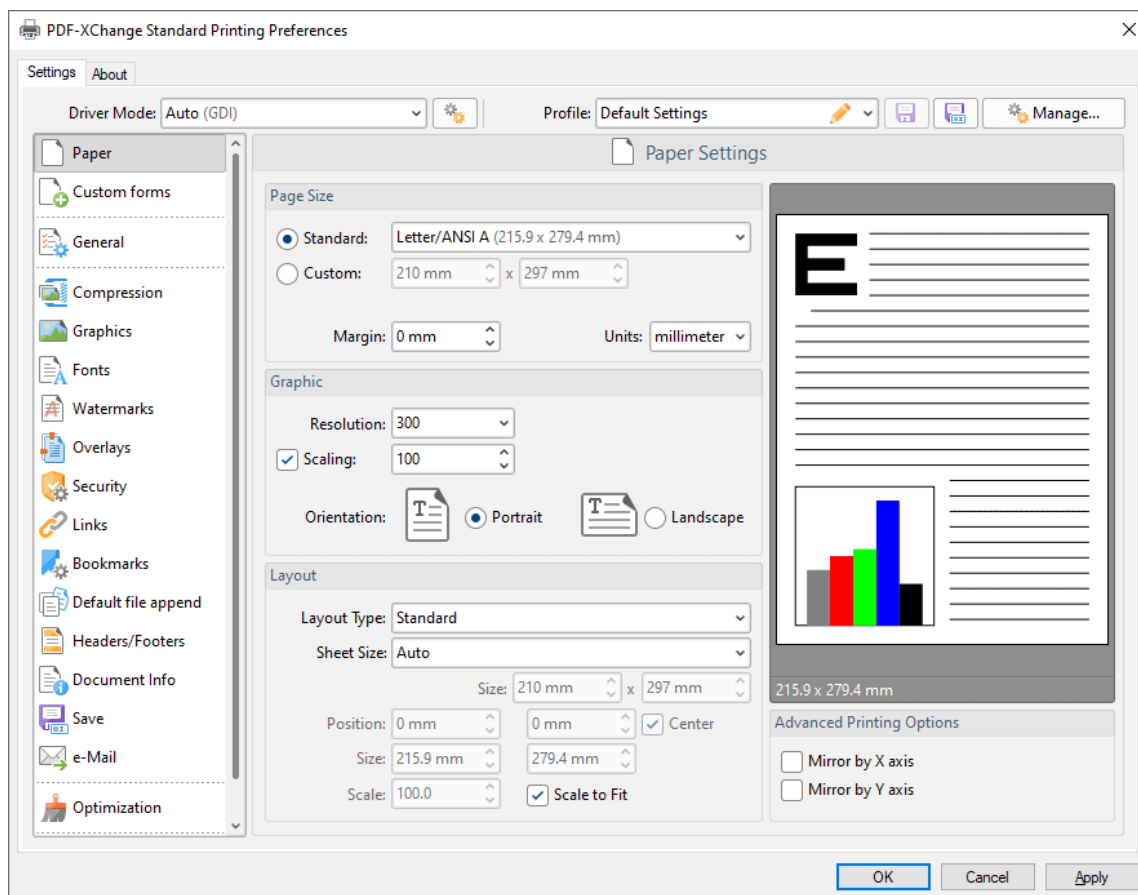 PDF-XChange Standard Printing Preferences
Settings About
Driver Mode: Auto (GDI) Profile: Default Settings Manage...
Paper
Custom forms
General
Compression
Graphics
Fonts
Watermarks
Overlays
Security
Links
Bookmarks
Default file append
Headers/Footers
Document Info
Save
e-Mail
Optimization
Paper Settings
Page Size
Standard: Letter/ANSI A (215.9 x 279.4 mm)
Custom: 210 mm x 297 mm
Margin: 0 mm Units: millimeter
Graphic
Resolution: 300
Scaling: 100
Orientation: T Portrait T Landscape
Layout
Layout Type: Standard
Sheet Size: Auto
Size: 210 mm x 297 mm
Position: 0 mm 0 mm Center
Size: 215.9 mm 279.4 mm
Scale: 100.0 Scale to Fit
E
215.9 x 279.4 mm
Advanced Printing Options
Mirror by X axis
Mirror by Y axis
OK Cancel Apply